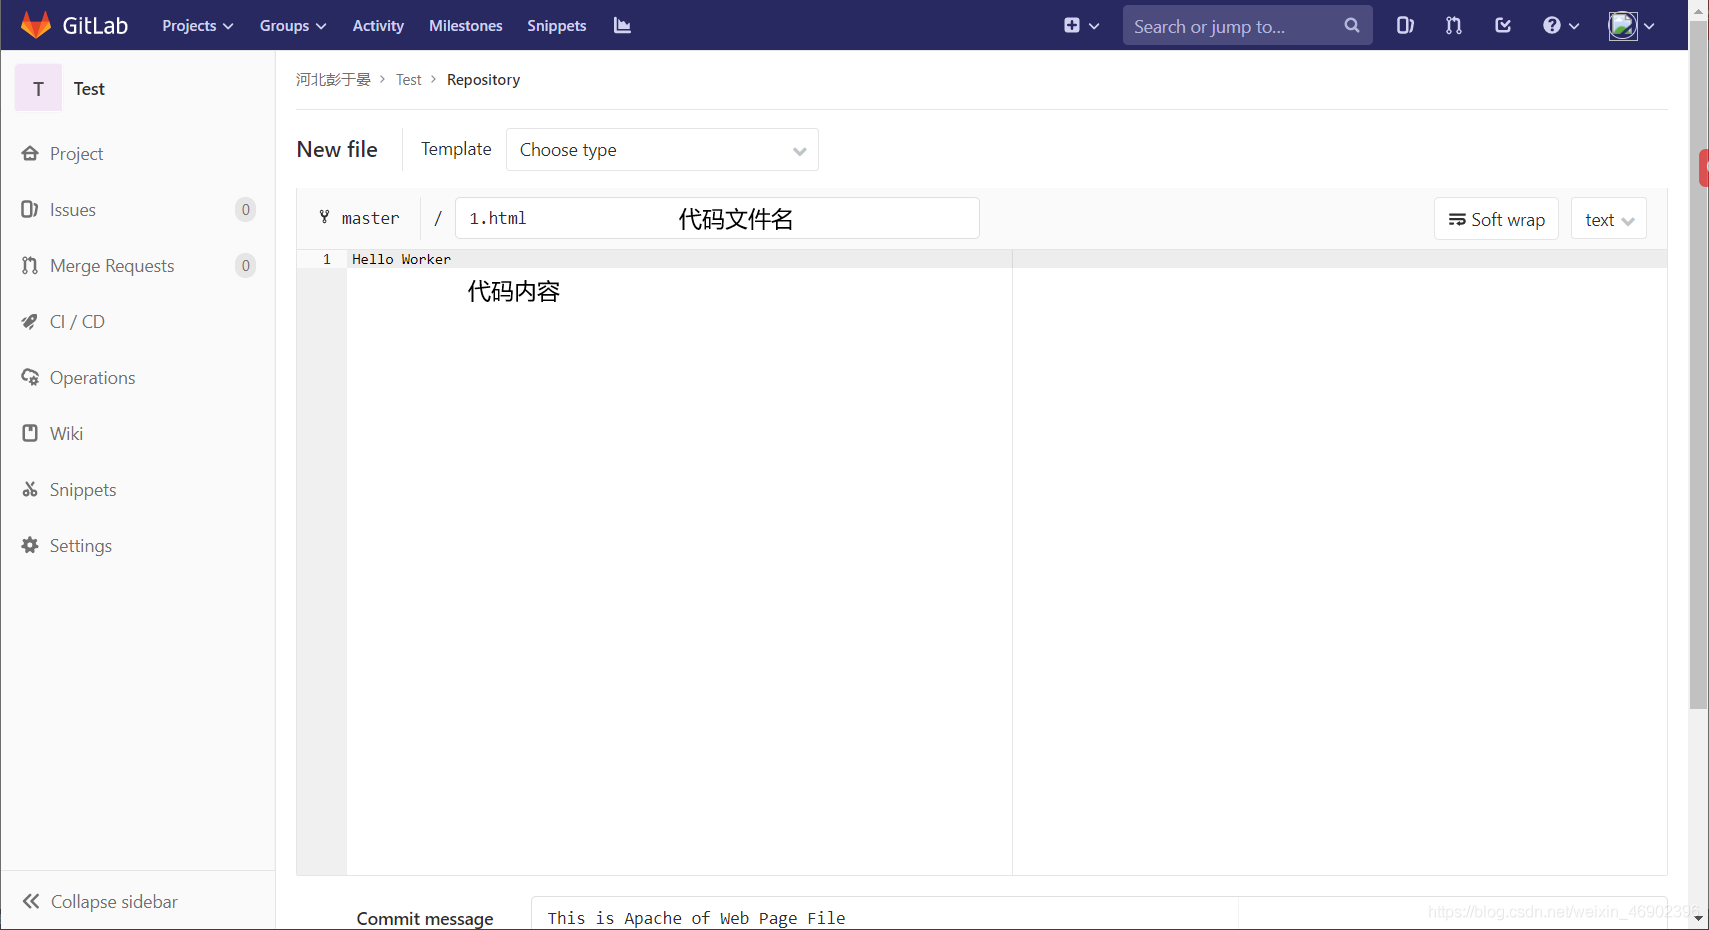 GitLab Projects Groups Activity Milestones Snippets Search or jump to...
T Test
河北彭于晏 > Test > Repository
New file Template Choose type
Project
Issues 0
Merge Requests 0
CI / CD
Operations
Wiki
Snippets
Settings
Collapse sidebar
master / 1.html 代码文件名 Soft wrap text
1 Hello Worker
代码内容
Commit message This is Apache of Web Page File
https://blog.csdn.net/weixin_46902396